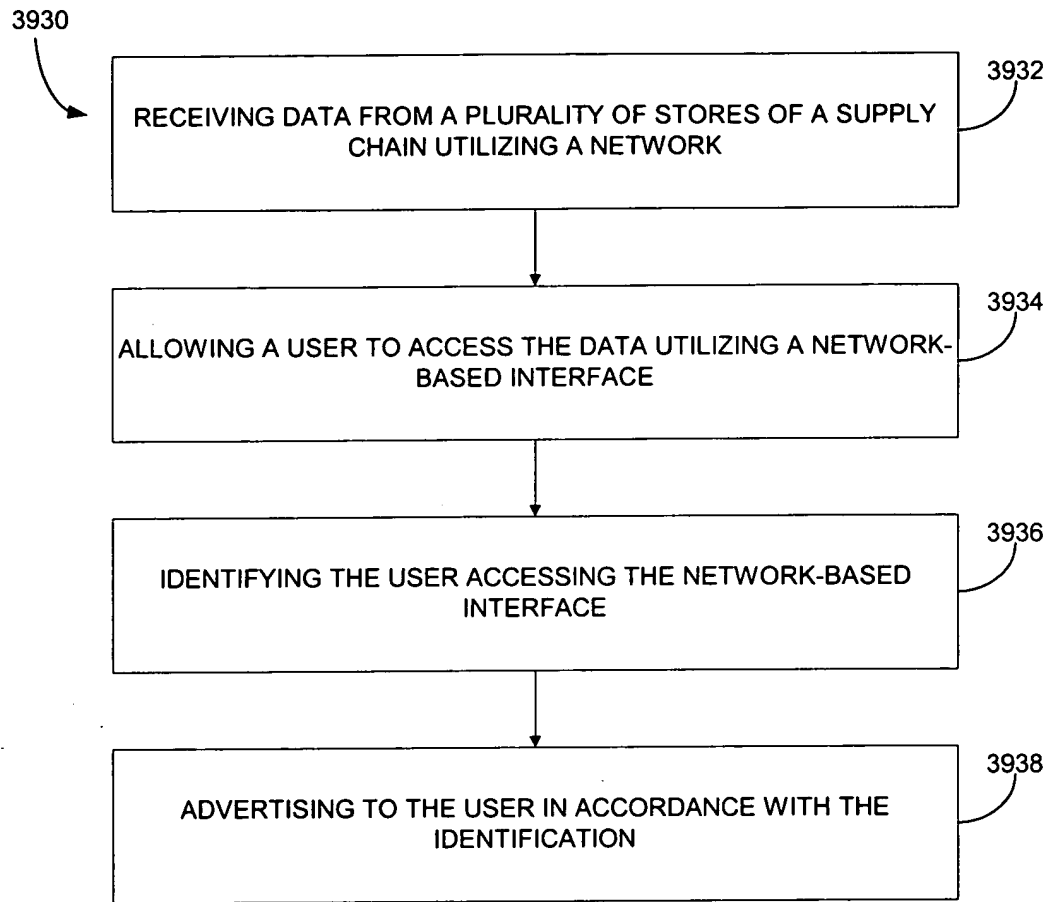 3930
3932
RECEIVING DATA FROM A PLURALITY OF STORES OF A SUPPLY
CHAIN UTILIZING A NETWORK
3934
ALLOWING A USER TO ACCESS THE DATA UTILIZING A NETWORK-
BASED INTERFACE
3936
IDENTIFYING THE USER ACCESSING THE NETWORK-BASED
INTERFACE
3938
ADVERTISING TO THE USER IN ACCORDANCE WITH THE
IDENTIFICATION